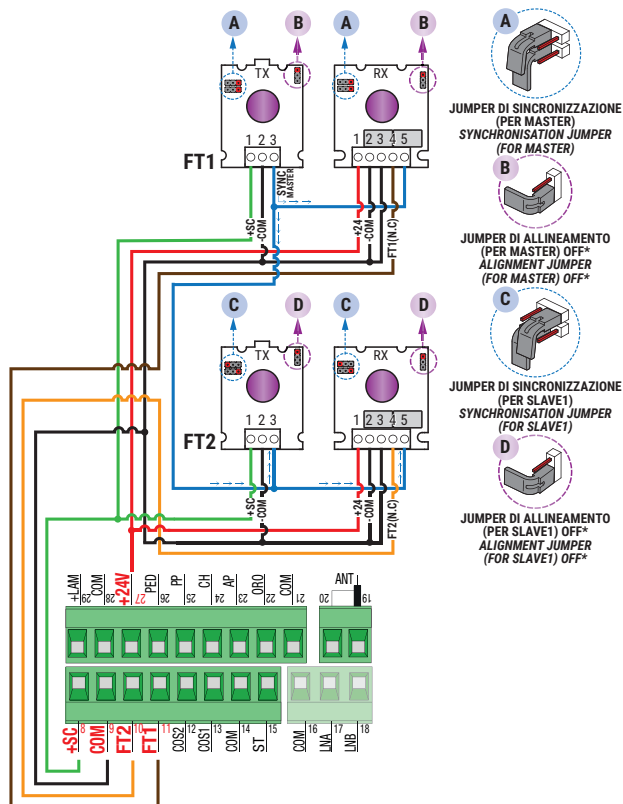 A B A B
TX RX
1 2 3
1 2 3 4 5
FT1
SYNC
MASTER
+SC
-COM
+24
-COM
FT1(N.C)
C D C D
TX RX
1 2 3
1 2 3 4 5
FT2
+SC
-COM
+24
-COM
FT2(N.C)
A
JUMPER DI SINCRONIZZAZIONE
(PER MASTER)
SYNCHRONISATION JUMPER
(FOR MASTER)
B
JUMPER DI ALLINEAMENTO
(PER MASTER) OFF*
ALIGNMENT JUMPER
(FOR MASTER) OFF*
C
JUMPER DI SINCRONIZZAZIONE
(PER SLAVE1)
SYNCHRONISATION JUMPER
(FOR SLAVE1)
D
JUMPER DI ALLINEAMENTO
(PER SLAVE1) OFF*
ALIGNMENT JUMPER
(FOR SLAVE1) OFF*
+LAM 29
COM 28
+24V 27
PED 26
PP 25
CH 24
AP 23
ORO 22
COM 21
20 ANT 19
+SC 8
COM 9
FT2 10
FT1 11
COS2 12
COS1 13
COM 14
ST 15
COM 16
LNA 17
LNB 18